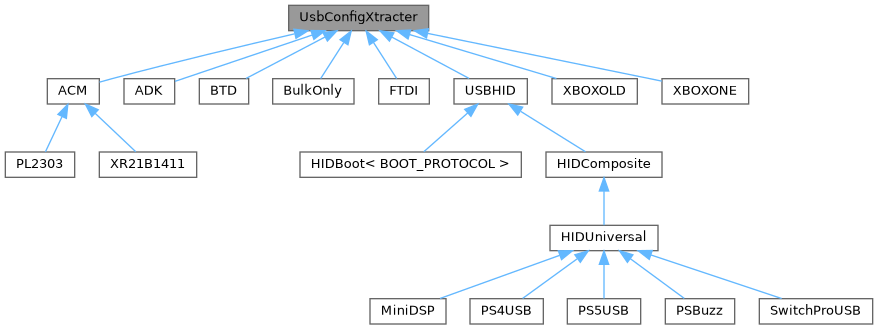 UsbConfigXtracter
ACM
ADK
BTD
BulkOnly
FTDI
USBHID
XBOXOLD
XBOXONE
PL2303
XR21B1411
HIDBoot< BOOT_PROTOCOL >
HIDComposite
HIDUniversal
MiniDSP
PS4USB
PS5USB
PSBuzz
SwitchProUSB